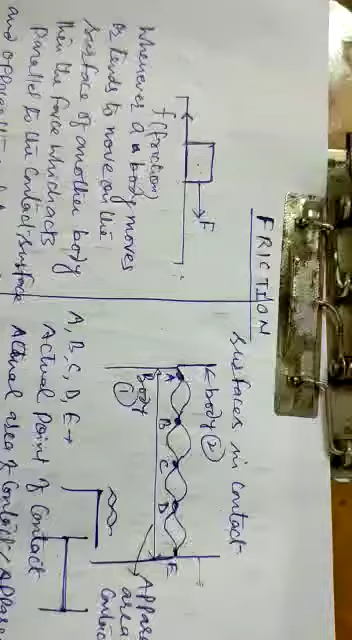 FRICTION
F
f (friction)
Whenever a body moves
or tends to move on the
surface of another body
then the force which acts
Parallel to the contact surface
and
Surfaces in contact
body (2)
A B C D E
Body
(1)
area
A, B, C, D, E →
Actual Point of Contact
Actual area of Contact <